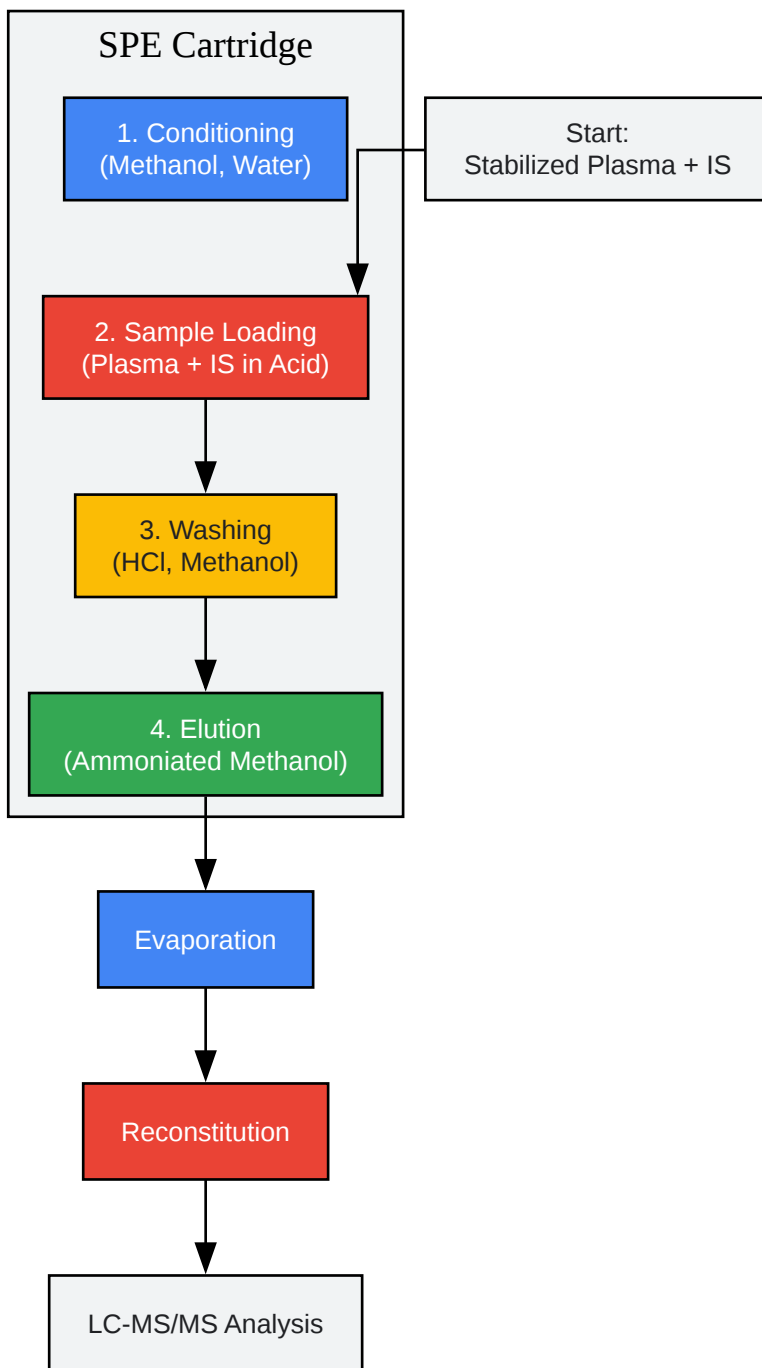 SPE Cartridge
1. Conditioning
(Methanol, Water)
Start:
Stabilized Plasma + IS
2. Sample Loading
(Plasma + IS in Acid)
3. Washing
(HCl, Methanol)
4. Elution
(Ammoniated Methanol)
Evaporation
Reconstitution
LC-MS/MS Analysis